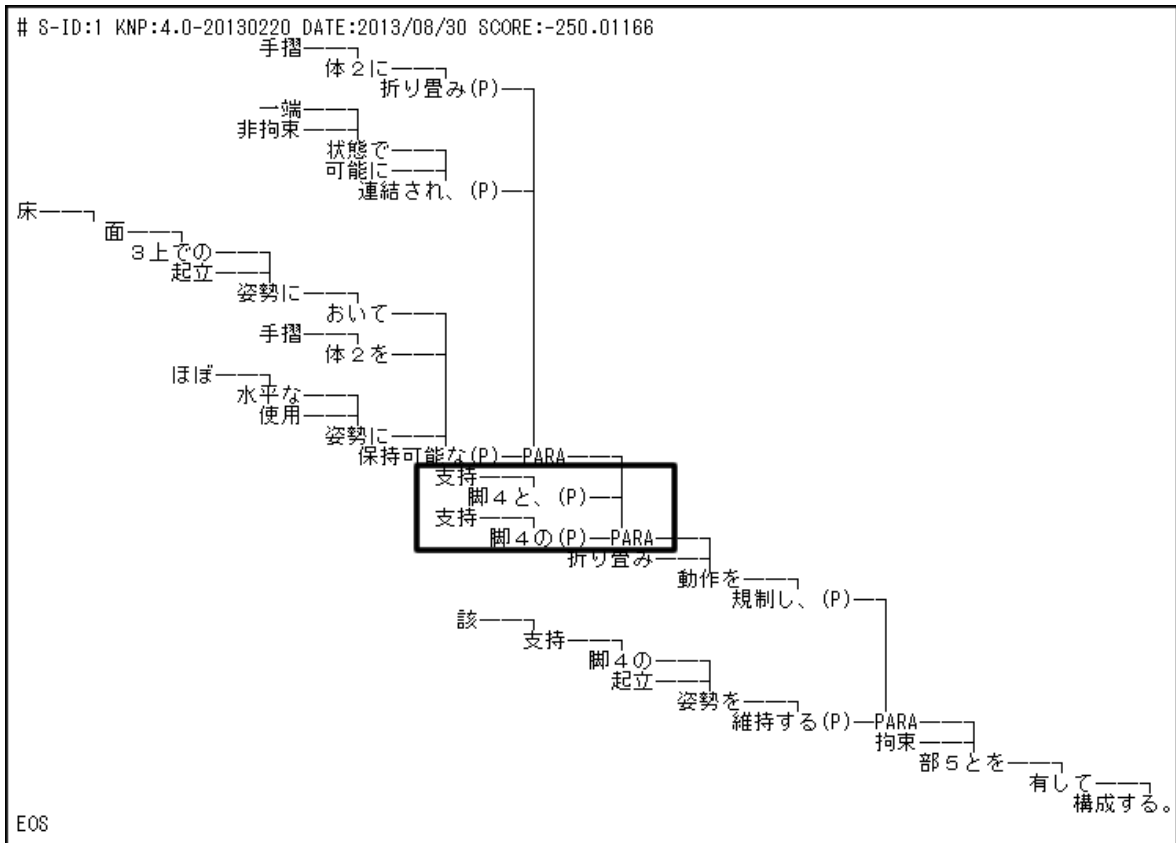 # S-ID:1 KNP:4.0-20130220 DATE:2013/08/30 SCORE:-250.01166
手摺
体２に
折り畳み(P)
一端
非拘束
状態で
可能に
連結され、(P)
床
面
３上での
起立
姿勢に
おいて
手摺
体２を
ほぼ
水平な
使用
姿勢に
保持可能な(P)─PARA
支持
脚４と、(P)
支持
脚４の(P)─PARA
折り畳み
動作を
規制し、(P)
該
支持
脚４の
起立
姿勢を
維持する(P)─PARA
拘束
部５とを
有して
構成する。
EOS